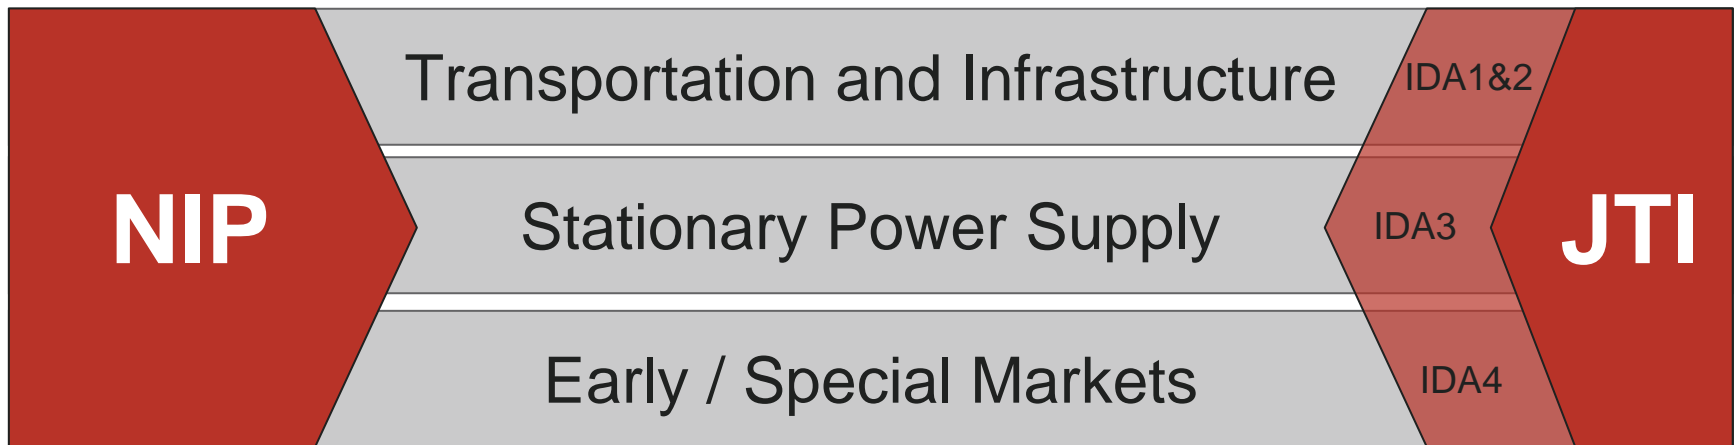 Transportation and Infrastructure IDA1&2
NIP Stationary Power Supply IDA3 JTI
Early / Special Markets IDA4